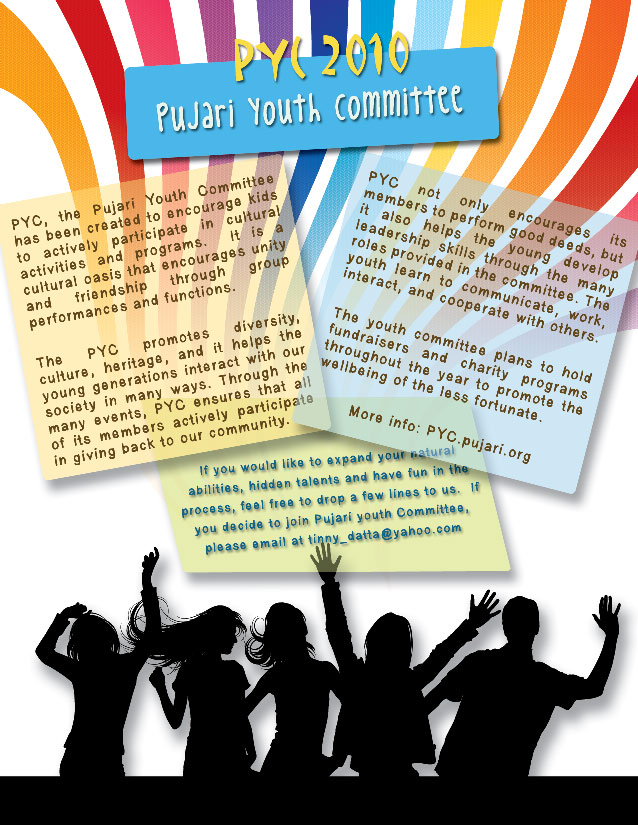 PYC 2010
Pujari Youth Committee
PYC, the Pujari Youth Committee
has been created to encourage kids
to actively participate in cultural
activities and programs. It is a
cultural oasis that encourages unity
and friendship through group
performances and functions.
The PYC promotes diversity,
culture, heritage, and it helps the
young generations interact with our
society in many ways. Through the
many events, PYC ensures that all
of its members actively participate
in giving back to our community.
PYC not only encourages its
members to perform good deeds, but
it also helps the young develop
leadership skills through the many
roles provided in the committee. The
youth learn to communicate, work,
interact, and cooperate with others.
The youth committee plans to hold
fundraisers and charity programs
throughout the year to promote the
wellbeing of the less fortunate.
More info: PYC.pujari.org
If you would like to expand your natural
abilities, hidden talents and have fun in the
process, feel free to drop a few lines to us. If
you decide to join Pujari youth Committee,
please email at tinny_datta@yahoo.com